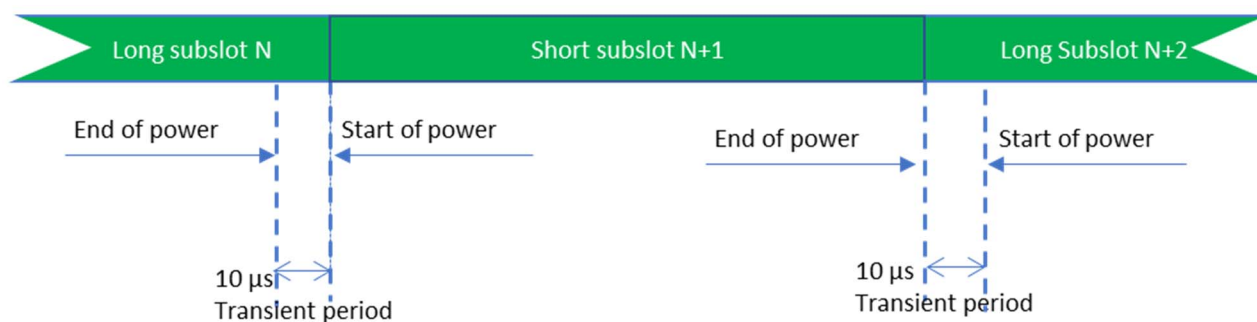 Long subslot N
Short subslot N+1
Long Subslot N+2
End of power
Start of power
End of power
Start of power
10 µs
Transient period
10 µs
Transient period